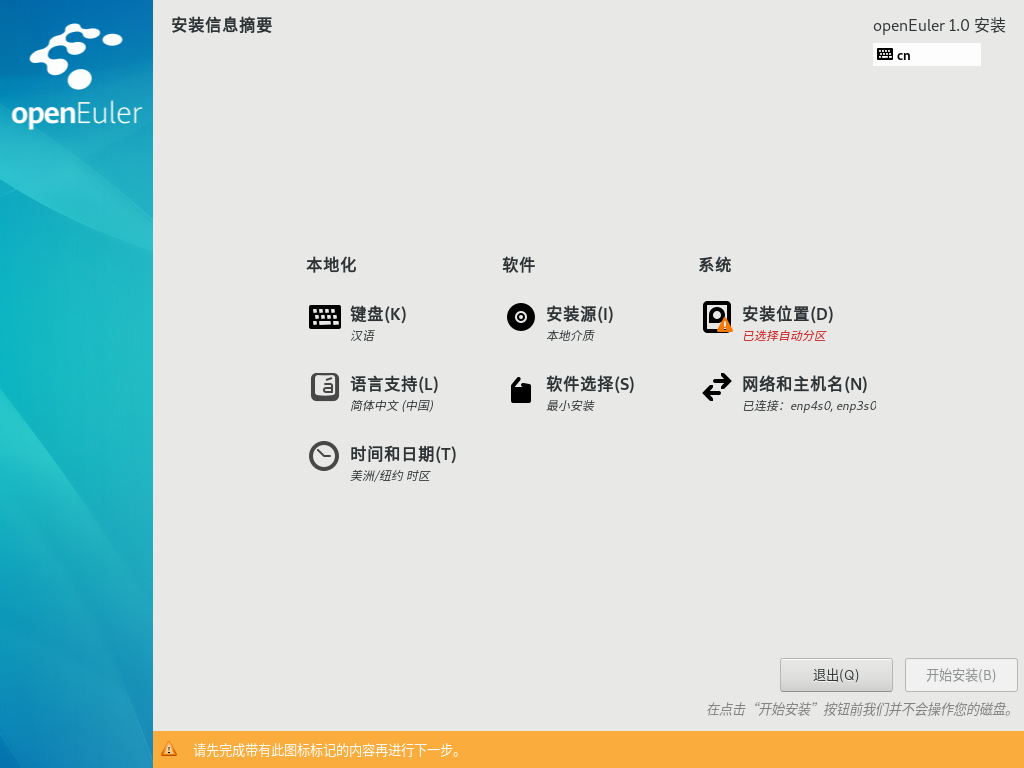 openEuler
安装信息摘要
openEuler 1.0 安装
cn
本地化
键盘(K)
汉语
语言支持(L)
简体中文 (中国)
时间和日期(T)
美洲/纽约 时区
软件
安装源(I)
本地介质
软件选择(S)
最小安装
系统
安装位置(D)
已选择自动分区
网络和主机名(N)
已连接：enp4s0, enp3s0
退出(Q)
开始安装(B)
在点击“开始安装”按钮前我们并不会操作您的磁盘。
请先完成带有此图标标记的内容再进行下一步。